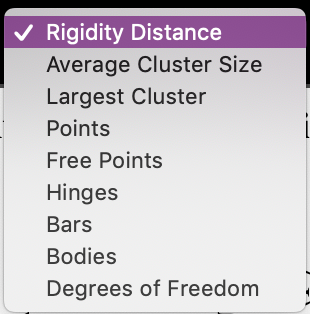 Rigidity Distance
Average Cluster Size
Largest Cluster
Points
Free Points
Hinges
Bars
Bodies
Degrees of Freedom